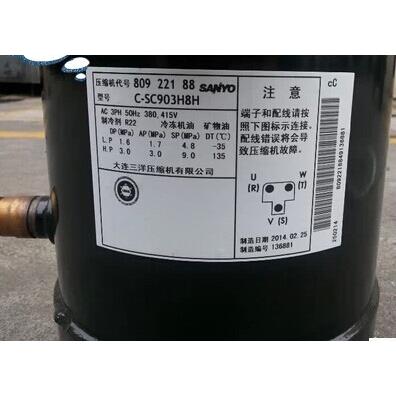 压缩机代号 809 221 88 SANYO
型号 C-SC903H8H
AC 3PH 50Hz 380,415V
制冷剂 R22 冷冻机油 矿物油
DP(MPa) AP(MPa) SP(MPa) DT(℃)
L.P 1.6 1.7 4.8 -35
H.P 3.0 3.0 9.0 135
大连三洋压缩机有限公司
注意
端子和配线请按
照下图标示连接。
配线错误将会导
致压缩机故障。
U W
(R) (T)
V (S)
制造日期 2014.02.25
制造编号 136881
cC
80922188049136881
250214